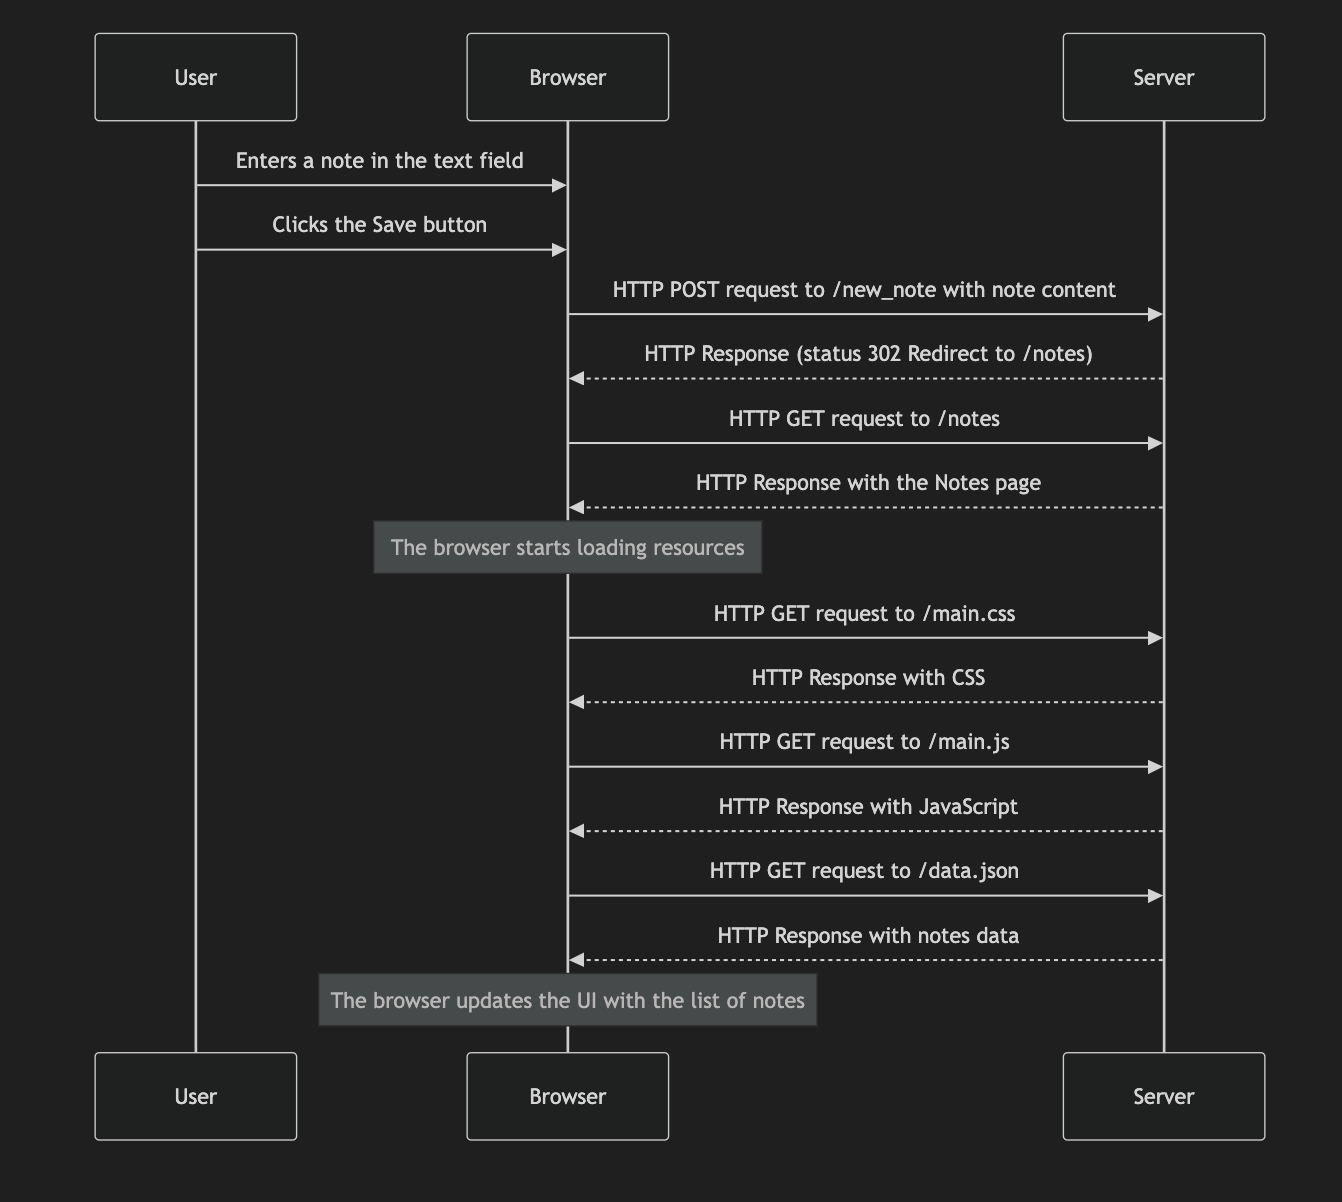 User
Browser
Server
Enters a note in the text field
Clicks the Save button
HTTP POST request to /new_note with note content
HTTP Response (status 302 Redirect to /notes)
HTTP GET request to /notes
HTTP Response with the Notes page
The browser starts loading resources
HTTP GET request to /main.css
HTTP Response with CSS
HTTP GET request to /main.js
HTTP Response with JavaScript
HTTP GET request to /data.json
HTTP Response with notes data
The browser updates the UI with the list of notes
User
Browser
Server